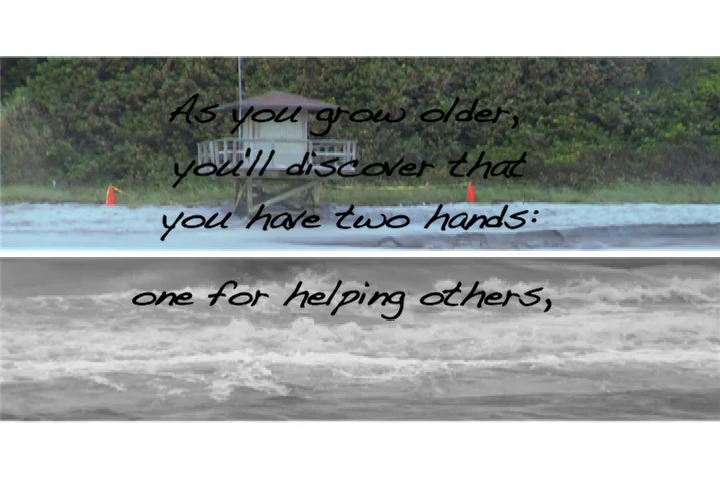 As you grow older,
you'll discover that
you have two hands:
one for helping others,